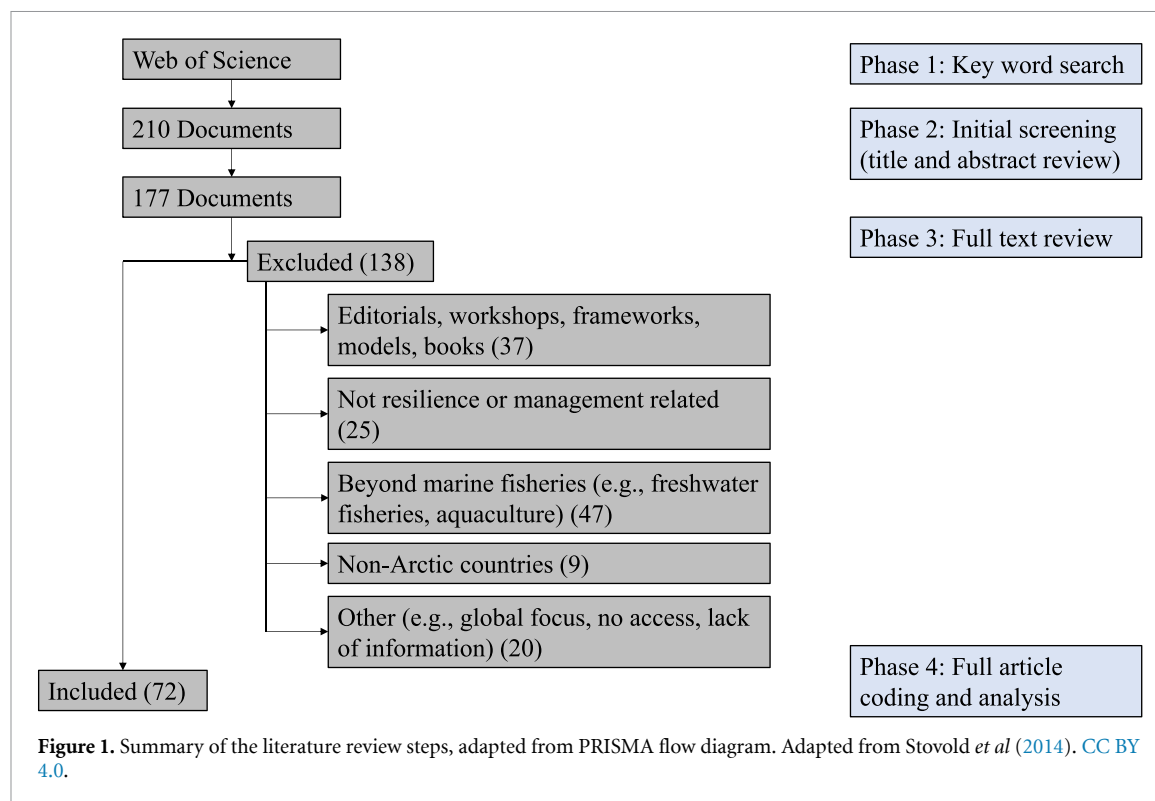 Web of Science
210 Documents
177 Documents
Excluded (138)
Editorials, workshops, frameworks,
models, books (37)
Not resilience or management related
(25)
Beyond marine fisheries (e.g., freshwater
fisheries, aquaculture) (47)
Non-Arctic countries (9)
Other (e.g., global focus, no access, lack
of information) (20)
Included (72)
Phase 1: Key word search
Phase 2: Initial screening
(title and abstract review)
Phase 3: Full text review
Phase 4: Full article
coding and analysis
Figure 1. Summary of the literature review steps, adapted from PRISMA flow diagram. Adapted from Stovold et al (2014). CC BY
4.0.